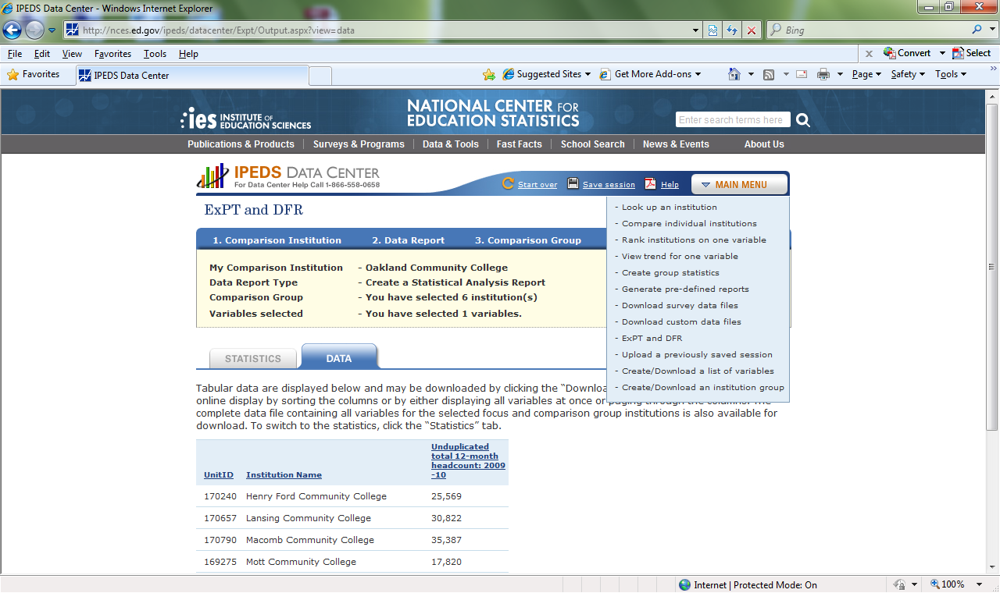 IPEDS Data Center - Windows Internet Explorer
http://nces.ed.gov/ipeds/datacenter/Expt/Output.aspx?view=data
Bing
File Edit View Favorites Tools Help
x Convert Select
Favorites IPEDS Data Center Suggested Sites Get More Add-ons Page Safety Tools »
:ies INSTITUTE OF EDUCATION SCIENCES
NATIONAL CENTER FOR
EDUCATION STATISTICS
Enter search terms here
Publications & Products Surveys & Programs Data & Tools Fast Facts School Search News & Events About Us
IPEDS DATA CENTER
For Data Center Help Call 1-866-558-0658
Start over Save session Help MAIN MENU
ExPT and DFR
- Look up an institution
- Compare individual institutions
- Rank institutions on one variable
- View trend for one variable
- Create group statistics
- Generate pre-defined reports
- Download survey data files
- Download custom data files
- ExPT and DFR
- Upload a previously saved session
- Create/Download a list of variables
- Create/Download an institution group
1. Comparison Institution 2. Data Report 3. Comparison Group
My Comparison Institution - Oakland Community College
Data Report Type - Create a Statistical Analysis Report
Comparison Group - You have selected 6 institution(s)
Variables selected - You have selected 1 variables.
STATISTICS DATA
Tabular data are displayed below and may be downloaded by clicking the “Downloa
online display by sorting the columns or by either displaying all variables at once or paging through the columns. The
complete data file containing all variables for the selected focus and comparison group institutions is also available for
download. To switch to the statistics, click the “Statistics” tab.
UnitID Institution Name Unduplicated total 12-month headcount: 2009 -10
170240 Henry Ford Community College 25,569
170657 Lansing Community College 30,822
170790 Macomb Community College 35,387
169275 Mott Community College 17,820
Internet | Protected Mode: On 100%